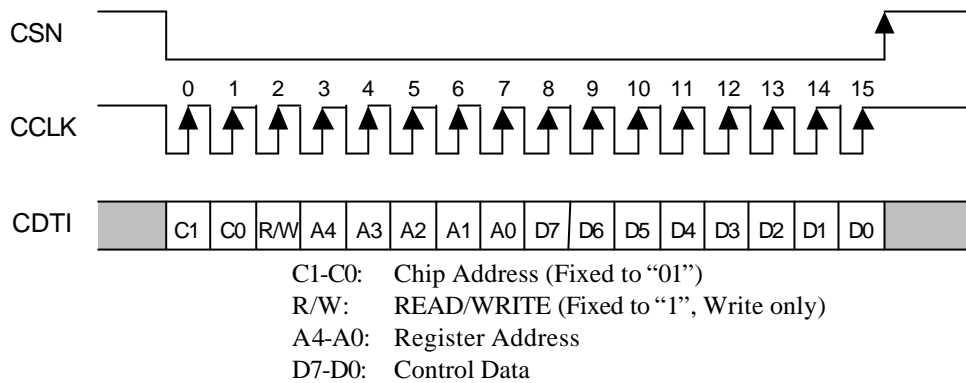 CSN
0 1 2 3 4 5 6 7 8 9 10 11 12 13 14 15
CCLK
CDTI C1 C0 R/W A4 A3 A2 A1 A0 D7 D6 D5 D4 D3 D2 D1 D0
C1-C0: Chip Address (Fixed to “01”)
R/W: READ/WRITE (Fixed to “1”, Write only)
A4-A0: Register Address
D7-D0: Control Data